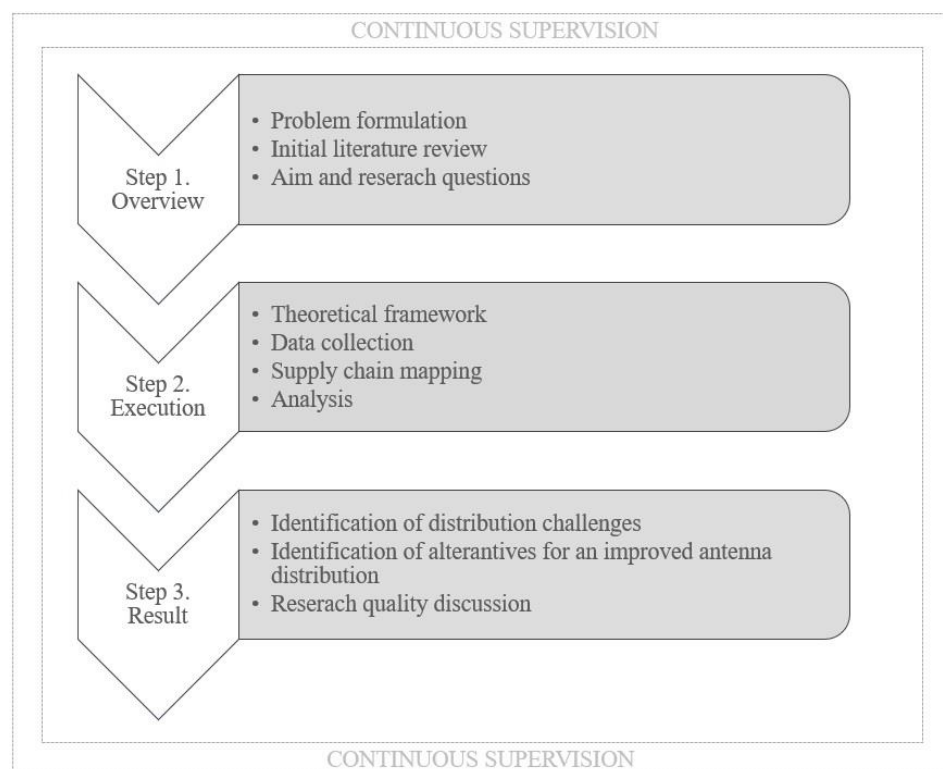 CONTINUOUS SUPERVISION
Step 1.
Overview
• Problem formulation
• Initial literature review
• Aim and reserach questions
Step 2.
Execution
• Theoretical framework
• Data collection
• Supply chain mapping
• Analysis
Step 3.
Result
• Identification of distribution challenges
• Identification of alterantives for an improved antenna
distribution
• Reserach quality discussion
CONTINUOUS SUPERVISION